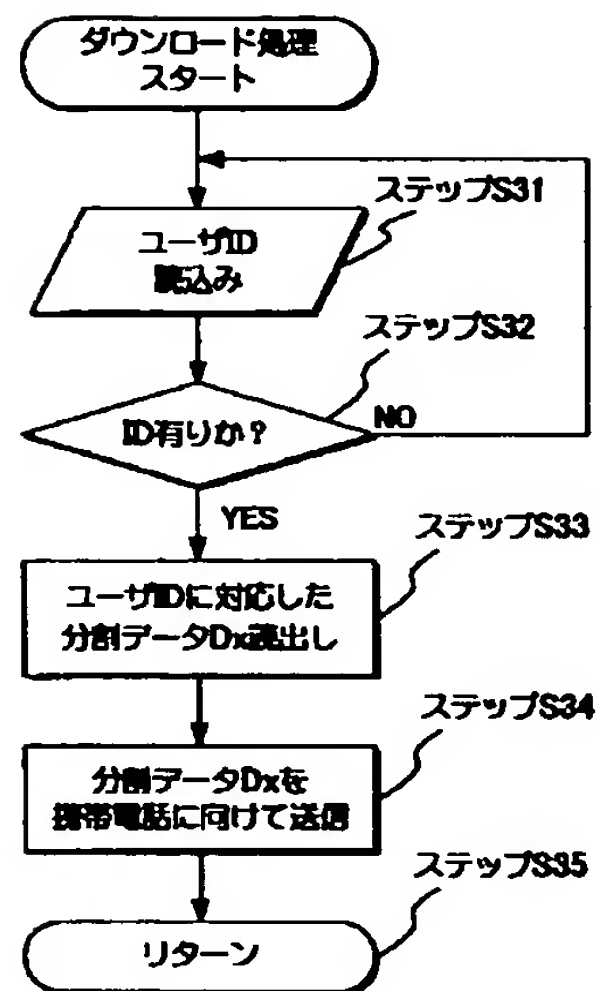 ダウンロード処理
スタート
ステップS31
ユーザID
読込み
ステップS32
ID有りか?
NO
YES
ステップS33
ユーザIDに対応した
分割データDx読出し
ステップS34
分割データDxを
携帯電話に向けて送信
ステップS35
リターン